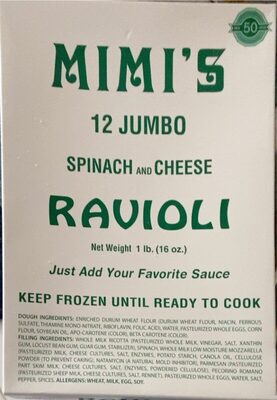 50
MIMI'S
12 JUMBO
SPINACH AND CHEESE
RAVIOLI
Net Weight 1 lb. (16 oz.)
Just Add Your Favorite Sauce
KEEP FROZEN UNTIL READY TO COOK
DOUGH INGREDIENTS: ENRICHED DURUM WHEAT FLOUR (DURUM WHEAT FLOUR, NIACIN, FERROUS
SULFATE, THIAMINE MONO-NITRATE, RIBOFLAVIN, FOLIC ACID), WATER, PASTEURIZED WHOLE EGGS, CORN
FLOUR, SOYBEAN OIL, APO-CAROTENE (COLOR), BETA CAROTENE (COLOR).
FILLING INGREDIENTS: WHOLE MILK RICOTTA (PASTEURIZED WHOLE MILK, VINEGAR, SALT, XANTHIN
GUM, LOCUST BEAN GUM, GUAR GUM, STABILIZER), SPINACH, WHOLE MILK LOW MOISTURE MOZZARELLA
(PASTEURIZED MILK, CHEESE CULTURES, SALT, ENZYMES, POTATO STARCH, CANOLA OIL, CELLULOSE
POWDER (TO PREVENT CAKING), NATAMYCIN (A NATURAL MOLD INHIBITOR), PARMESAN (PASTEURIZED
PART SKIM MILK, CHEESE CULTURES, SALT, ENZYMES, POWDERED CELLULOSE), PECORINO ROMANO
(PASTEURIZED SHEEP MILK, CHEESE CULTURES, SALT, RENNET), PASTEURIZED WHOLE EGGS, WATER, SALT,
PEPPER, SPICES. ALLERGENS: WHEAT, MILK, EGG, SOY.